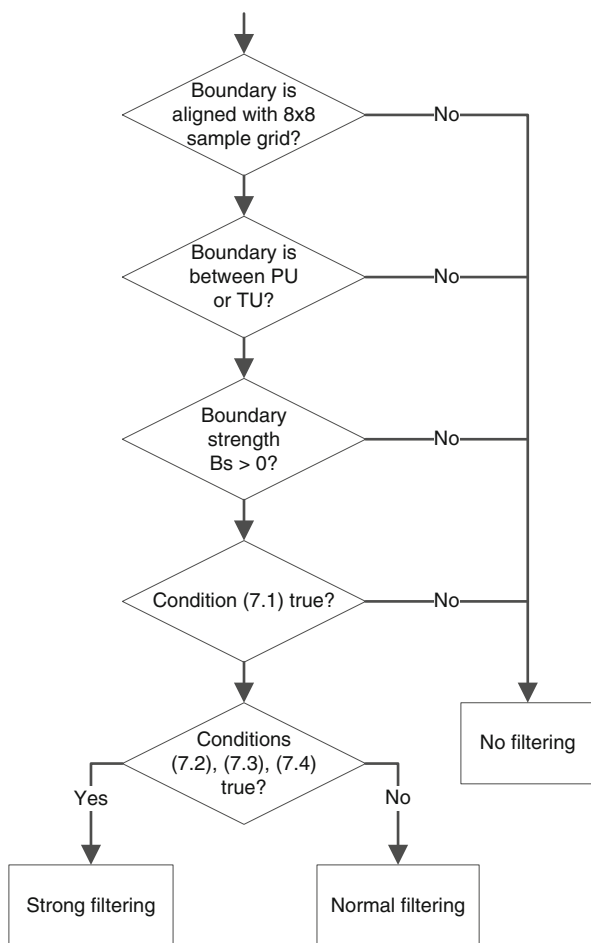 Boundary is
aligned with 8x8
sample grid?
No
Boundary is
between PU
or TU?
No
Boundary
strength
Bs > 0?
No
Condition (7.1) true?
No
Conditions
(7.2), (7.3), (7.4)
true?
No filtering
Yes
No
Strong filtering
Normal filtering